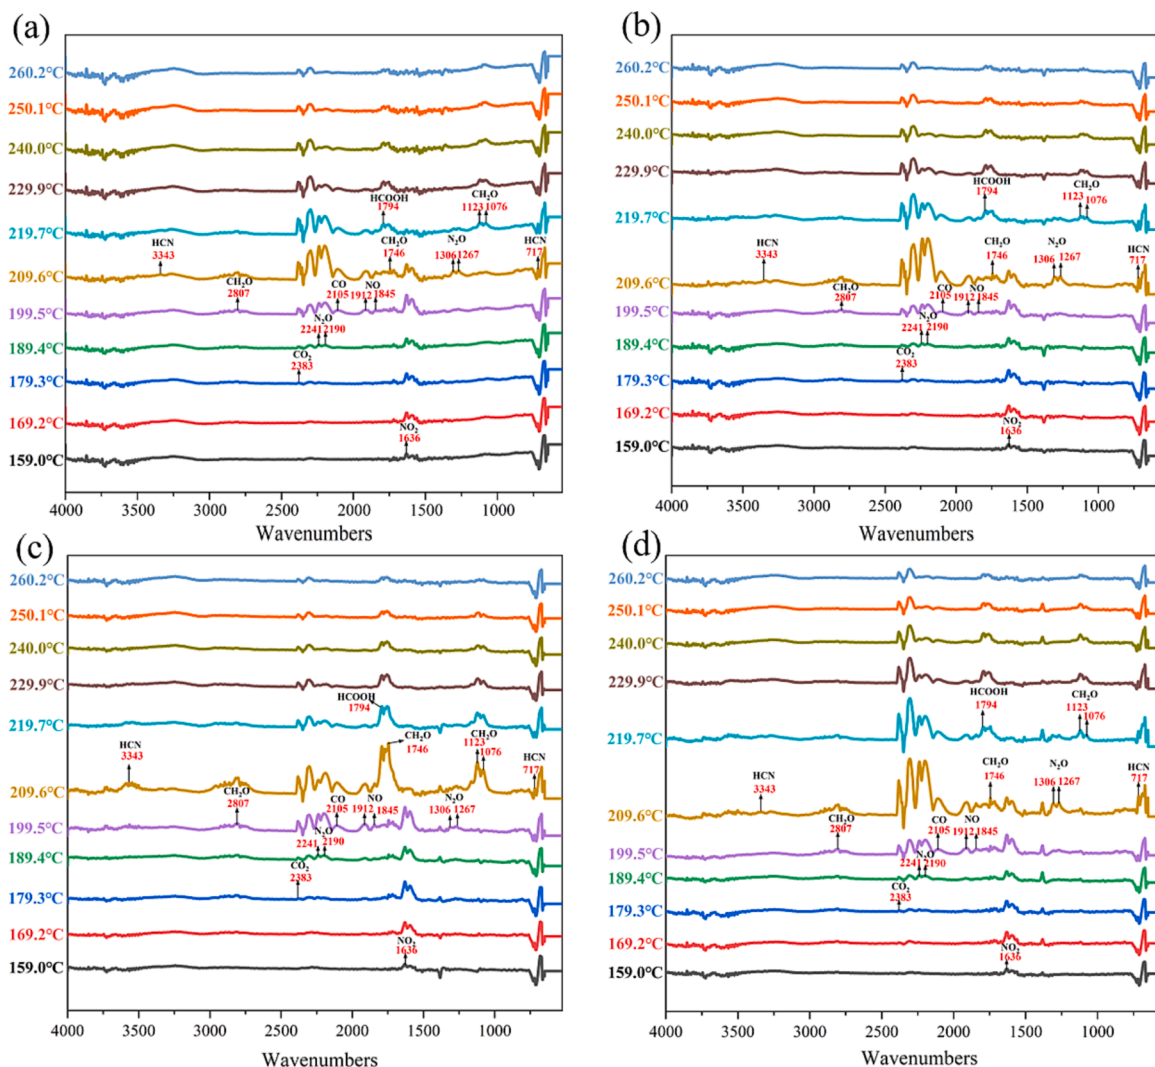 (a)
260.2°C
250.1°C
240.0°C
229.9°C
HCOOH
1794
CH₂O
1123 1076
219.7°C
HCN
3343
CH₂O
1746
N₂O
1306 1267
HCN
717
209.6°C
CH₂O
2807
CO
2105
NO
1912 1845
199.5°C
N₂O
2241 2190
189.4°C
CO₂
2383
179.3°C
169.2°C
NO₂
1636
159.0°C
4000 3500 3000 2500 2000 1500 1000
Wavenumbers
(b)
260.2°C
250.1°C
240.0°C
229.9°C
HCOOH
1794
CH₂O
1123 1076
219.7°C
HCN
3343
CH₂O
1746
N₂O
1306 1267
HCN
717
209.6°C
CH₂O
2807
CO
2105
NO
1912 1845
199.5°C
N₂O
2241 2190
189.4°C
CO₂
2383
179.3°C
169.2°C
NO₂
1636
159.0°C
4000 3500 3000 2500 2000 1500 1000
Wavenumbers
(c)
260.2°C
250.1°C
240.0°C
229.9°C
HCOOH
1794
219.7°C
HCN
3343
CH₂O
1746
CH₂O
1123
1076
HCN
717
209.6°C
CH₂O
2807
CO
2105
NO
1912 1845
N₂O
1306 1267
199.5°C
N₂O
2241 2190
189.4°C
CO₂
2383
179.3°C
169.2°C
NO₂
1636
159.0°C
4000 3500 3000 2500 2000 1500 1000
Wavenumbers
(d)
260.2°C
250.1°C
240.0°C
229.9°C
HCOOH
1794
CH₂O
1123
1076
219.7°C
HCN
3343
CH₂O
1746
N₂O
1306 1267
HCN
717
209.6°C
CH₂O
2807
CO
2105
NO
1912 1845
199.5°C
N₂O
2241 2190
189.4°C
CO₂
2383
179.3°C
169.2°C
NO₂
1636
159.0°C
4000 3500 3000 2500 2000 1500 1000
Wavenumbers